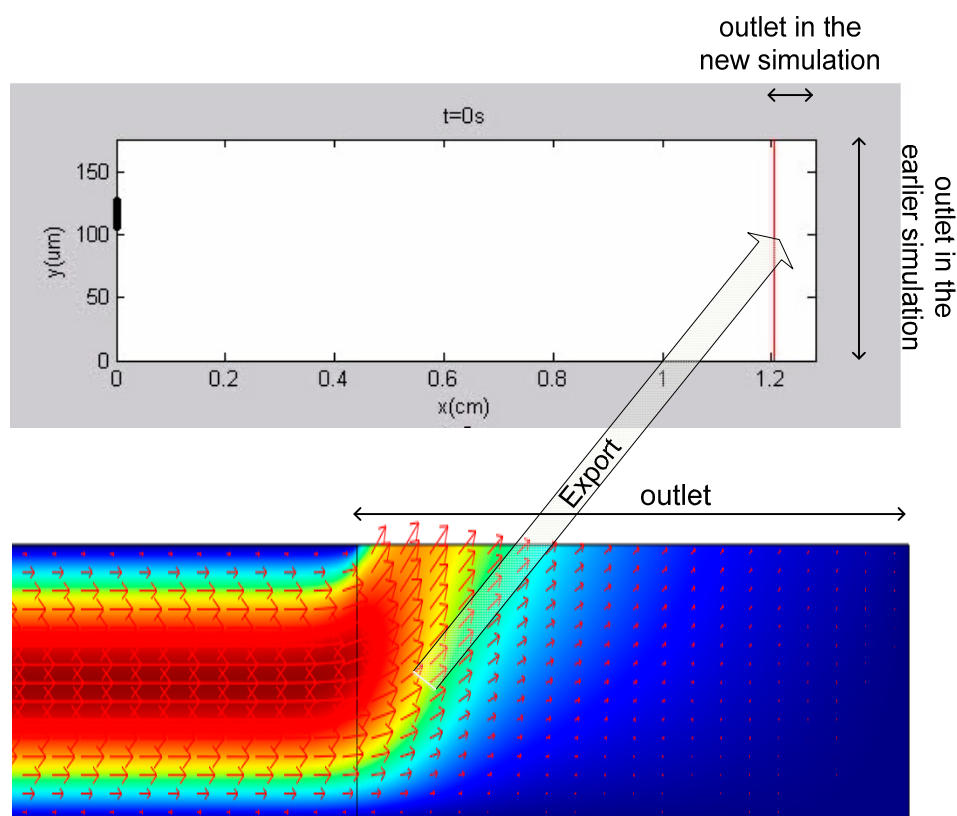 outlet in the
new simulation
t=0s
150
100
50
0
y(um)
0
0.2
0.4
0.6
0.8
1
1.2
x(cm)
outlet in the
earlier simulation
Export
outlet